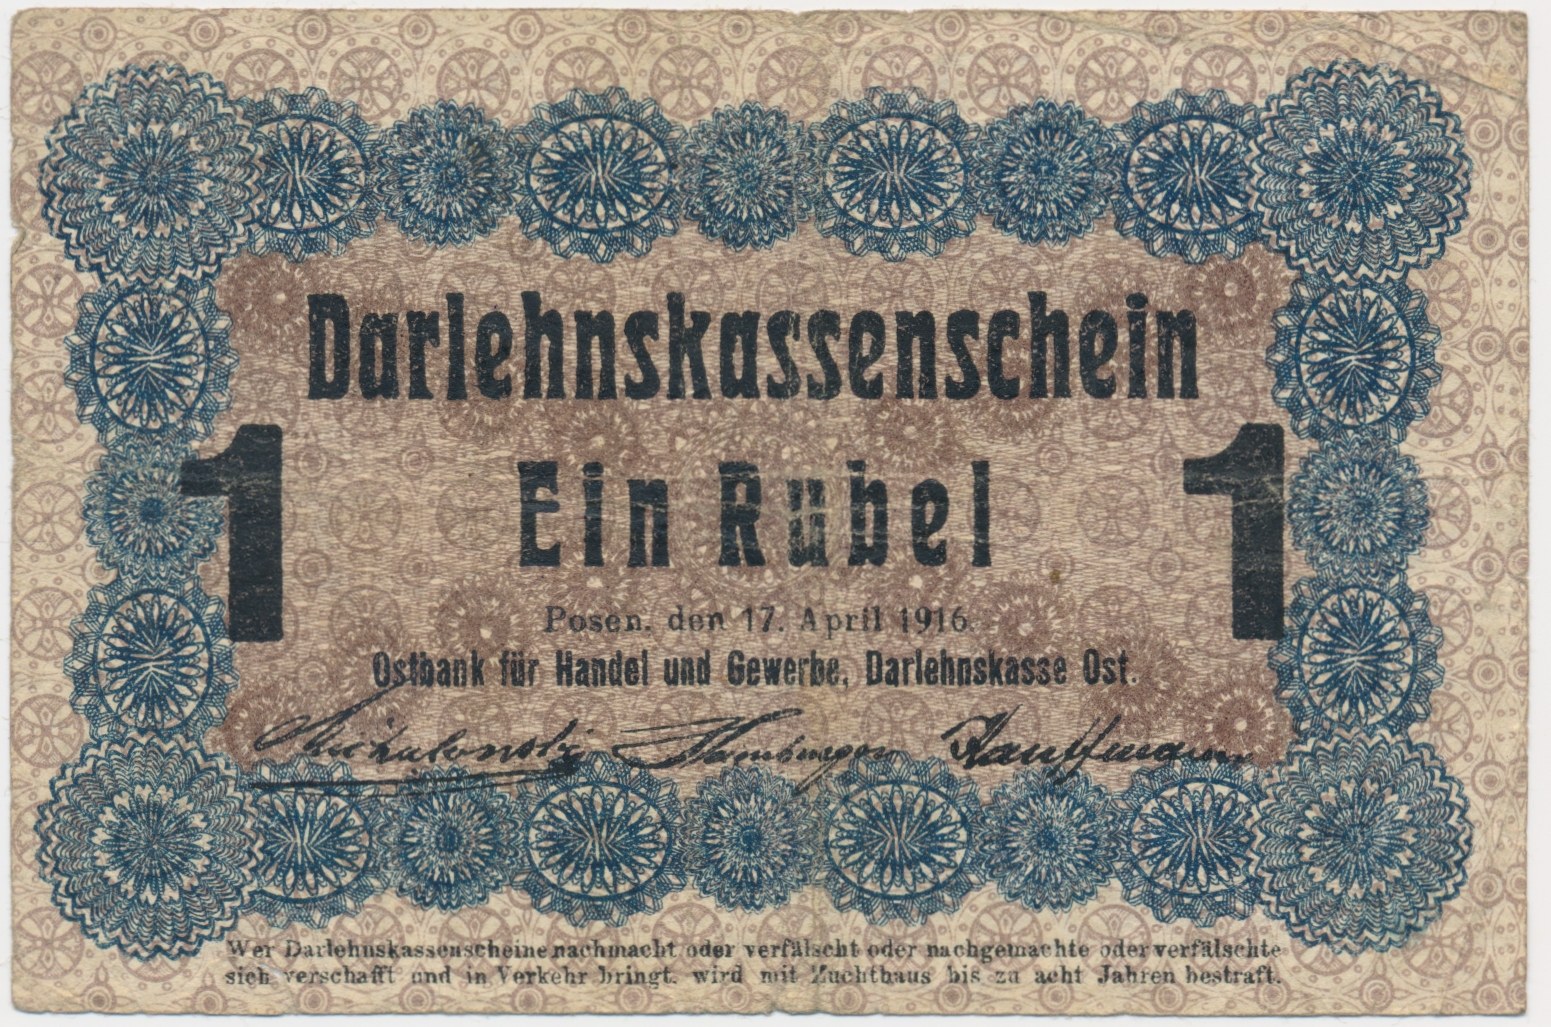 Darlehnskassenschein
1 Ein Rubel 1
Posen, den 17. April 1916.
Ostbank für Handel und Gewerbe, Darlehnskasse Ost.
Kauffmann
Wer Darlehnskassenscheine nachmacht oder verfälscht oder nachgemachte oder verfälschte
sich verschafft und in Verkehr bringt, wird mit Zuchthaus bis zu acht Jahren bestraft.